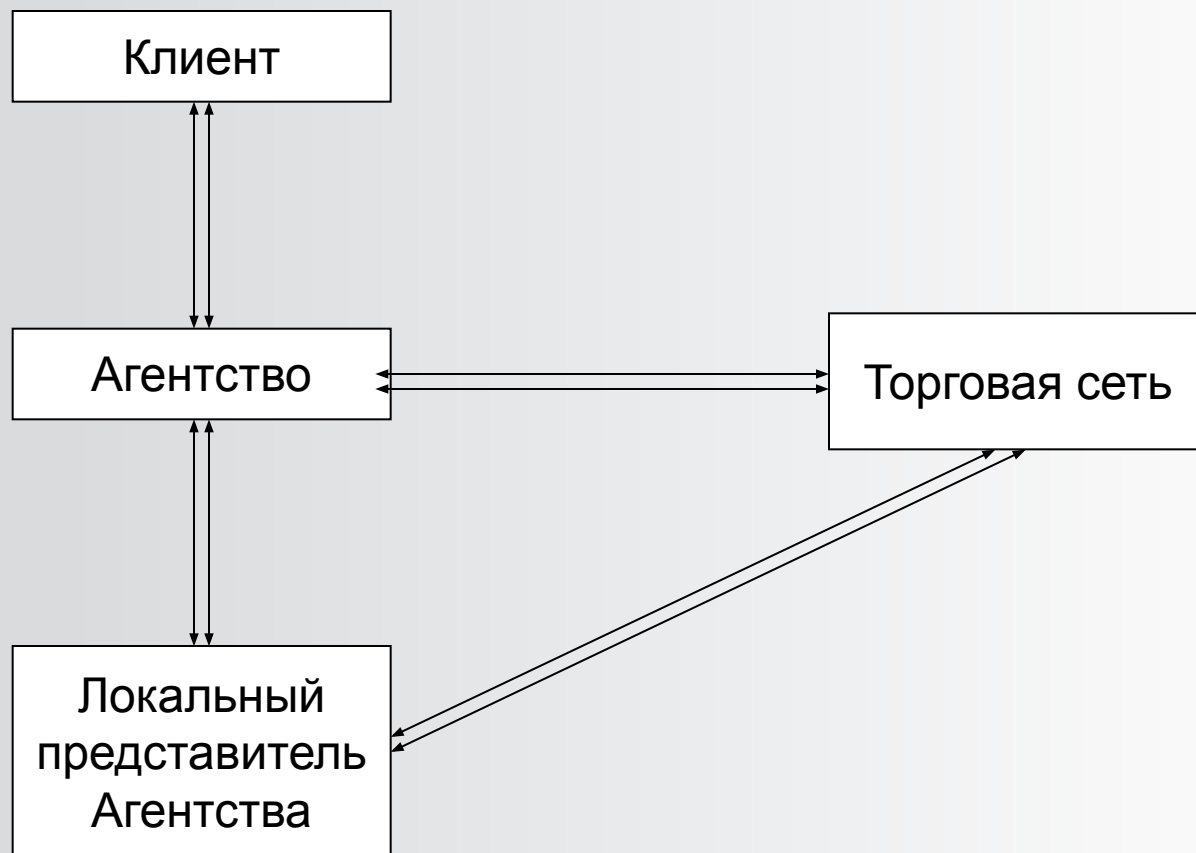 Клиент
Агентство
Торговая сеть
Локальный
представитель
Агентства